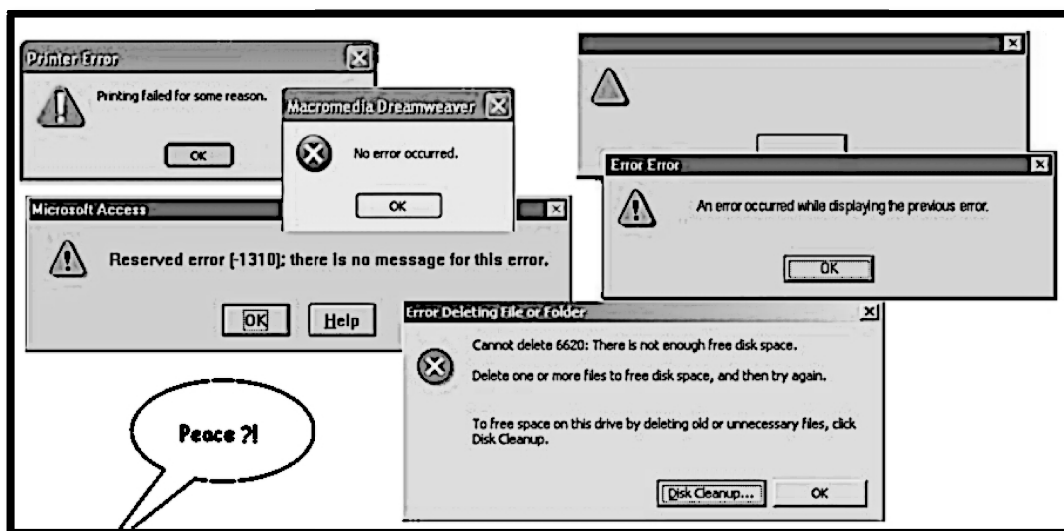 Printer Error
Printing failed for some reason.
OK
Macromedia Dreamweaver
No error occurred.
OK
Microsoft Access
Reserved error [-1310]; there is no message for this error.
OK
Help
Error Error
An error occurred while displaying the previous error.
OK
Error Deleting File or Folder
Cannot delete 6620: There is not enough free disk space.
Delete one or more files to free disk space, and then try again.
To free space on this drive by deleting old or unnecessary files, click
Disk Cleanup.
Disk Cleanup...
OK
Peace ?!